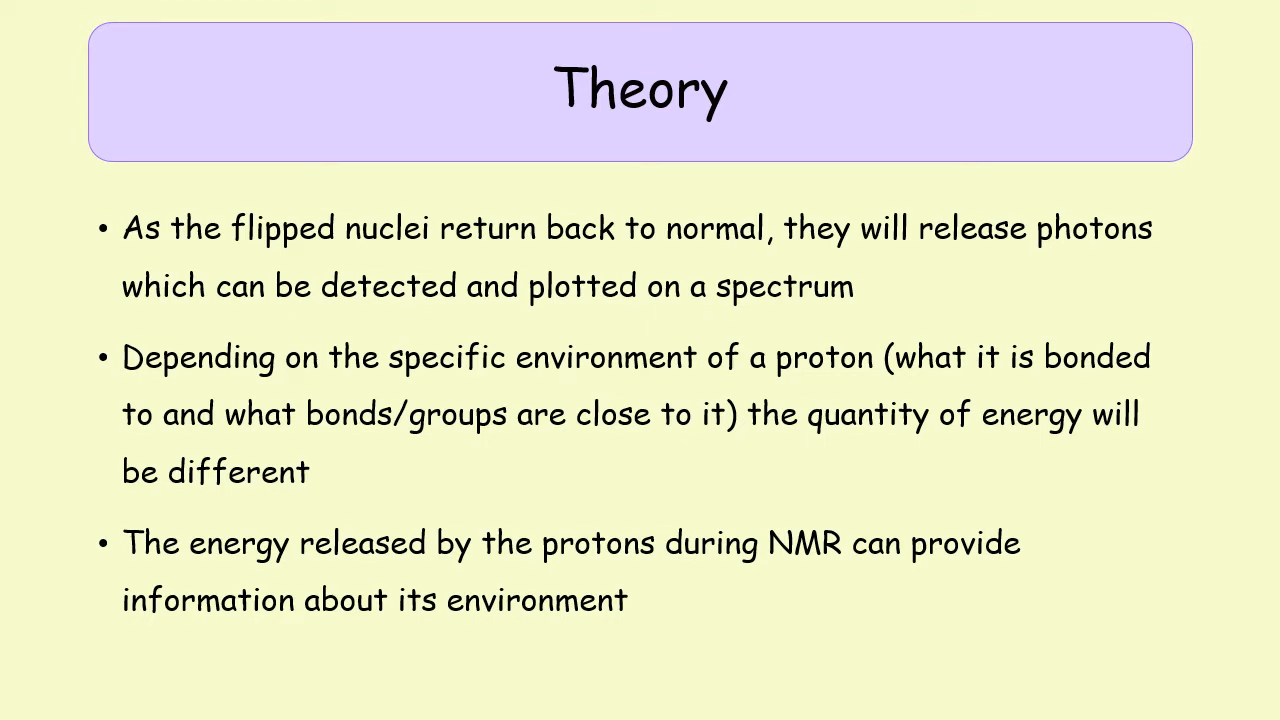 Theory
• As the flipped nuclei return back to normal, they will release photons
which can be detected and plotted on a spectrum
• Depending on the specific environment of a proton (what it is bonded
to and what bonds/groups are close to it) the quantity of energy will
be different
• The energy released by the protons during NMR can provide
information about its environment